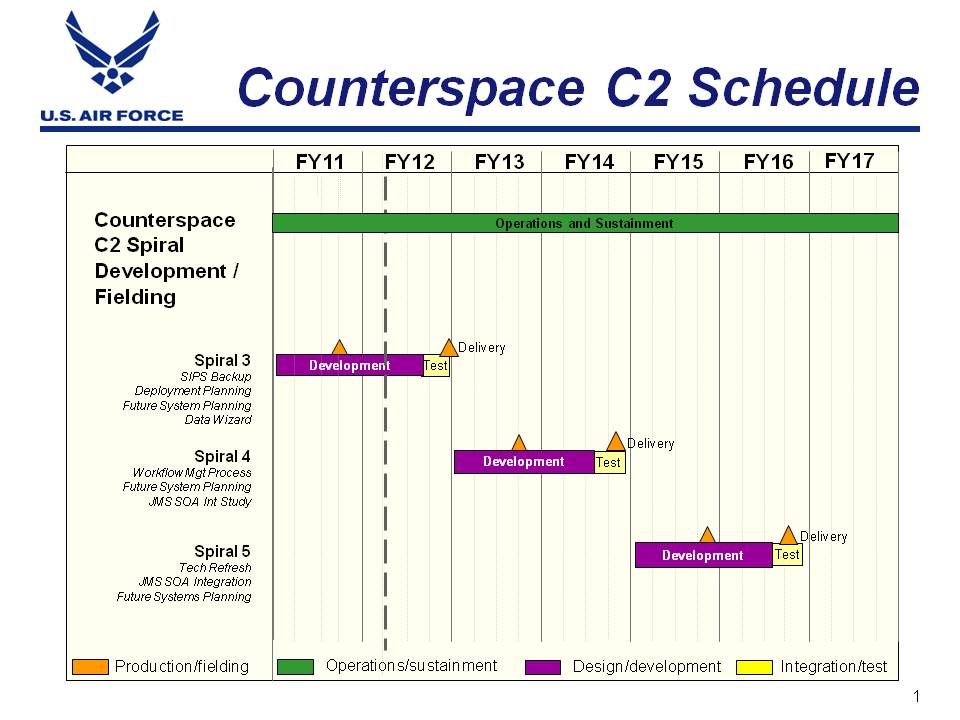 U.S. AIR FORCE
Counterspace C2 Schedule
FY11 FY12 FY13 FY14 FY15 FY16 FY17
Counterspace
C2 Spiral
Development /
Fielding
Operations and Sustainment
Spiral 3
SIPS Backup
Deployment Planning
Future System Planning
Data Wizard
Development
Test
Delivery
Spiral 4
Workflow Mgt Process
Future System Planning
JMS SOA Int Study
Development
Test
Delivery
Spiral 5
Tech Refresh
JMS SOA Integration
Future Systems Planning
Development
Test
Delivery
Production/fielding
Operations/sustainment
Design/development
Integration/test
1